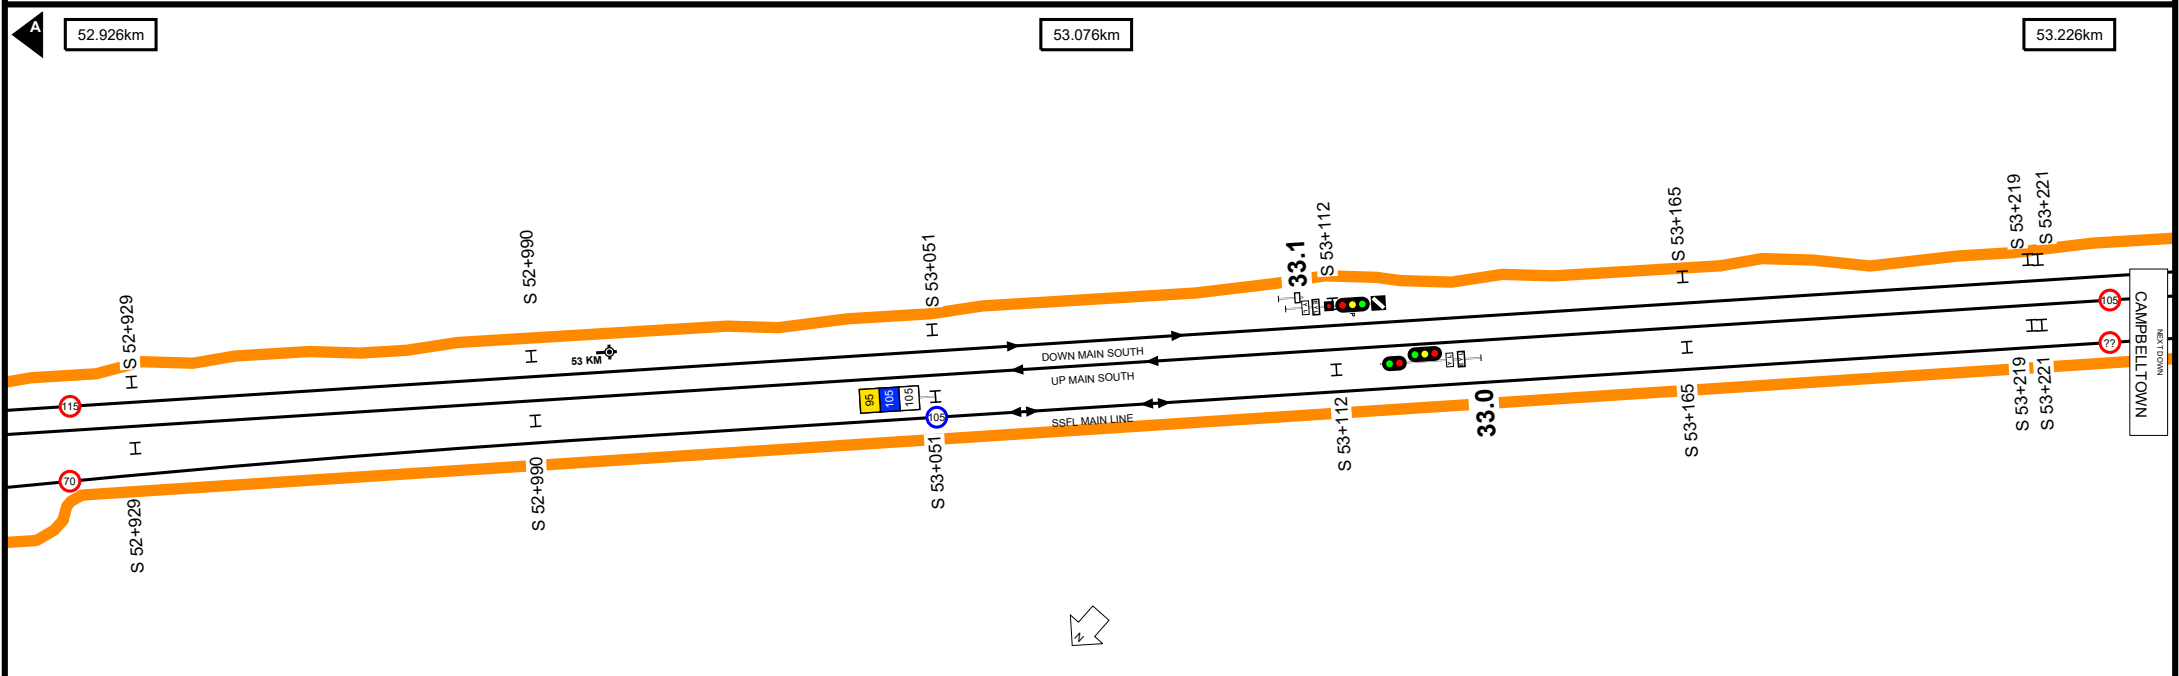 A
52.926km
53.076km
53.226km
S 52+929
S 52+990
S 53+051
33.1
S 53+112
S 53+165
S 53+219
S 53+221
53 KM
DOWN MAIN SOUTH
UP MAIN SOUTH
SSFL MAIN LINE
115
70
95
105
105
105
P
105
??
CAMPBELLTOWN
NEXT DOWN
33.0
S 52+929
S 52+990
S 53+051
S 53+112
S 53+165
S 53+219
S 53+221
N